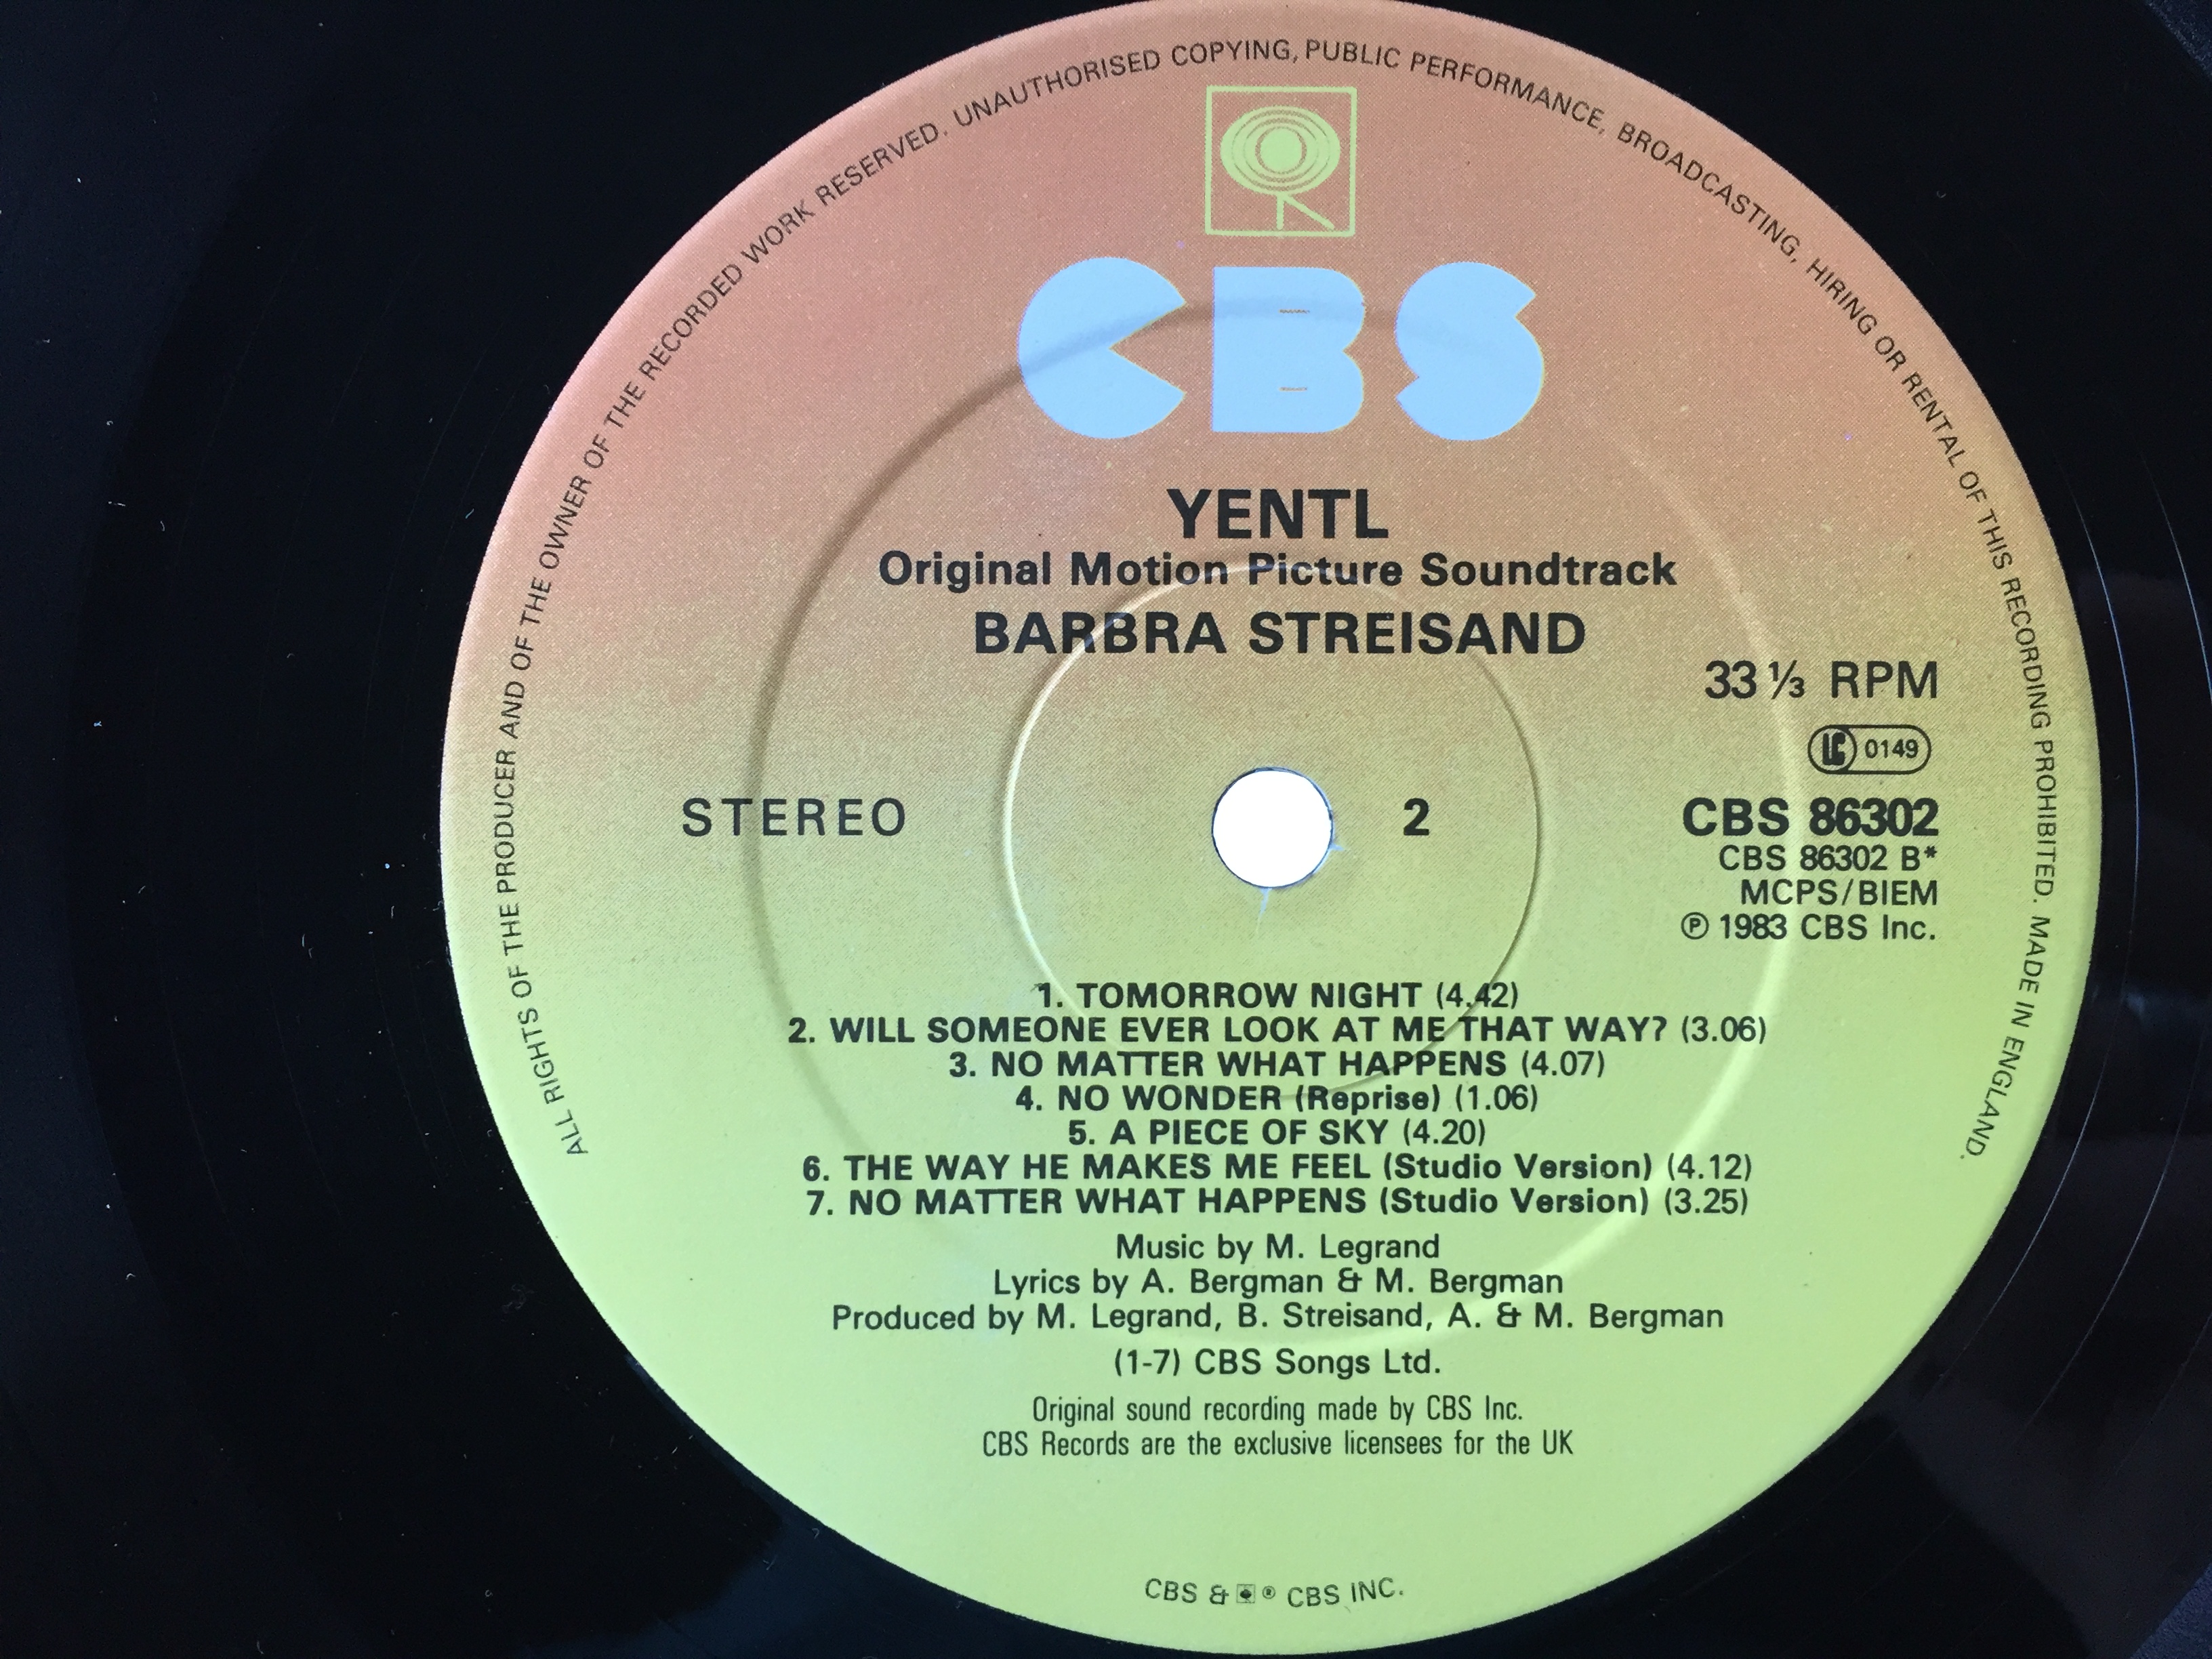 ALL RIGHTS OF THE PRODUCER AND OF THE OWNER OF THE RECORDED WORK RESERVED. UNAUTHORISED COPYING, PUBLIC PERFORMANCE, BROADCASTING, HIRING OR RENTAL OF THIS RECORDING PROHIBITED. MADE IN ENGLAND.
CBS
YENTL
Original Motion Picture Soundtrack
BARBRA STREISAND
33 ⅓ RPM
LC 0149
STEREO 2 CBS 86302
CBS 86302 B*
MCPS/BIEM
℗ 1983 CBS Inc.
1. TOMORROW NIGHT (4.42)
2. WILL SOMEONE EVER LOOK AT ME THAT WAY? (3.06)
3. NO MATTER WHAT HAPPENS (4.07)
4. NO WONDER (Reprise) (1.06)
5. A PIECE OF SKY (4.20)
6. THE WAY HE MAKES ME FEEL (Studio Version) (4.12)
7. NO MATTER WHAT HAPPENS (Studio Version) (3.25)
Music by M. Legrand
Lyrics by A. Bergman & M. Bergman
Produced by M. Legrand, B. Streisand, A. & M. Bergman
(1-7) CBS Songs Ltd.
Original sound recording made by CBS Inc.
CBS Records are the exclusive licensees for the UK
CBS & ® CBS INC.